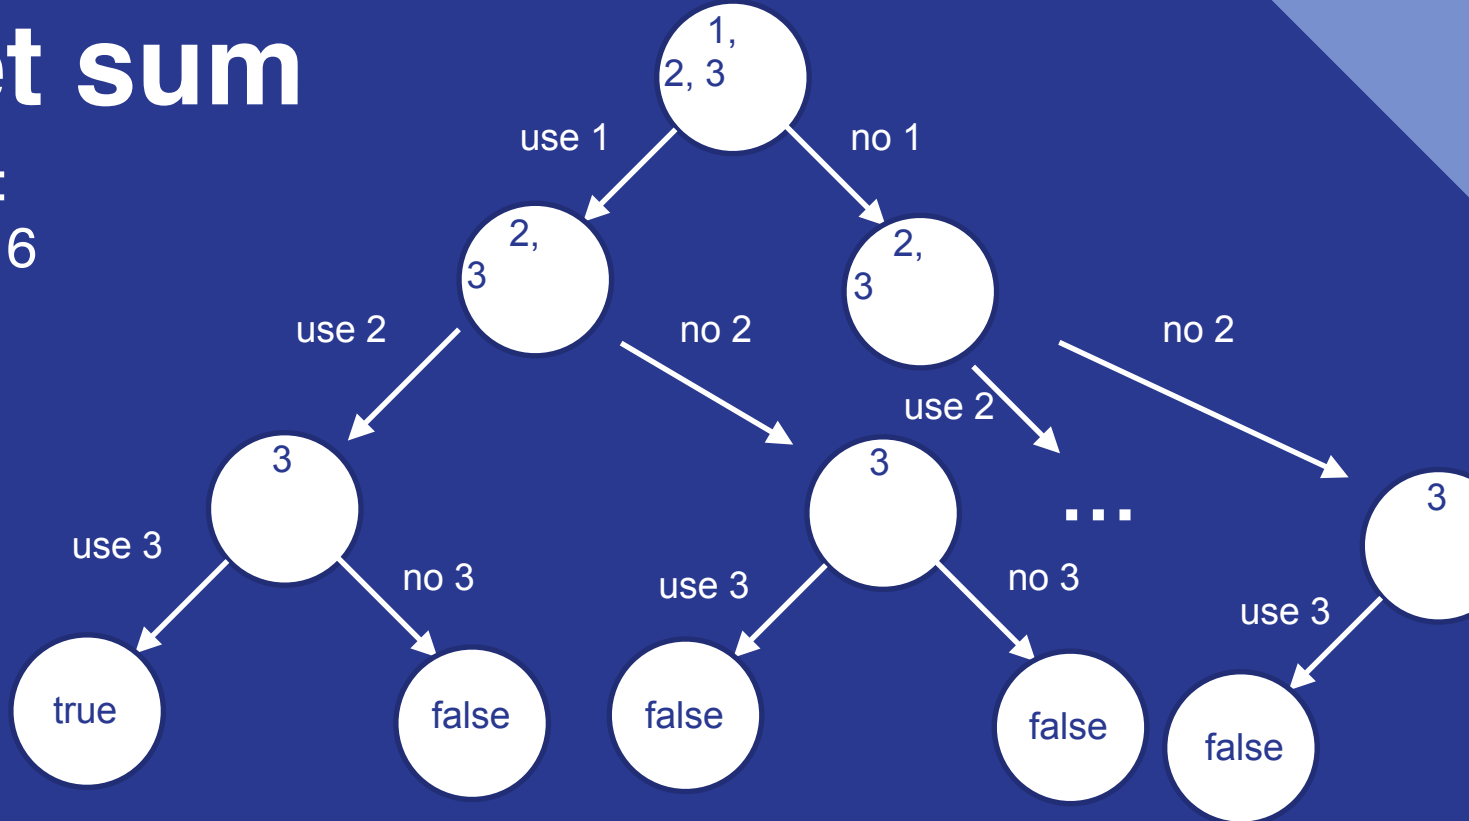 et sum
:
6
1,
2, 3
use 1
no 1
2,
3
2,
3
use 2
no 2
use 2
no 2
3
3
...
3
use 3
no 3
use 3
no 3
use 3
true
false
false
false
false